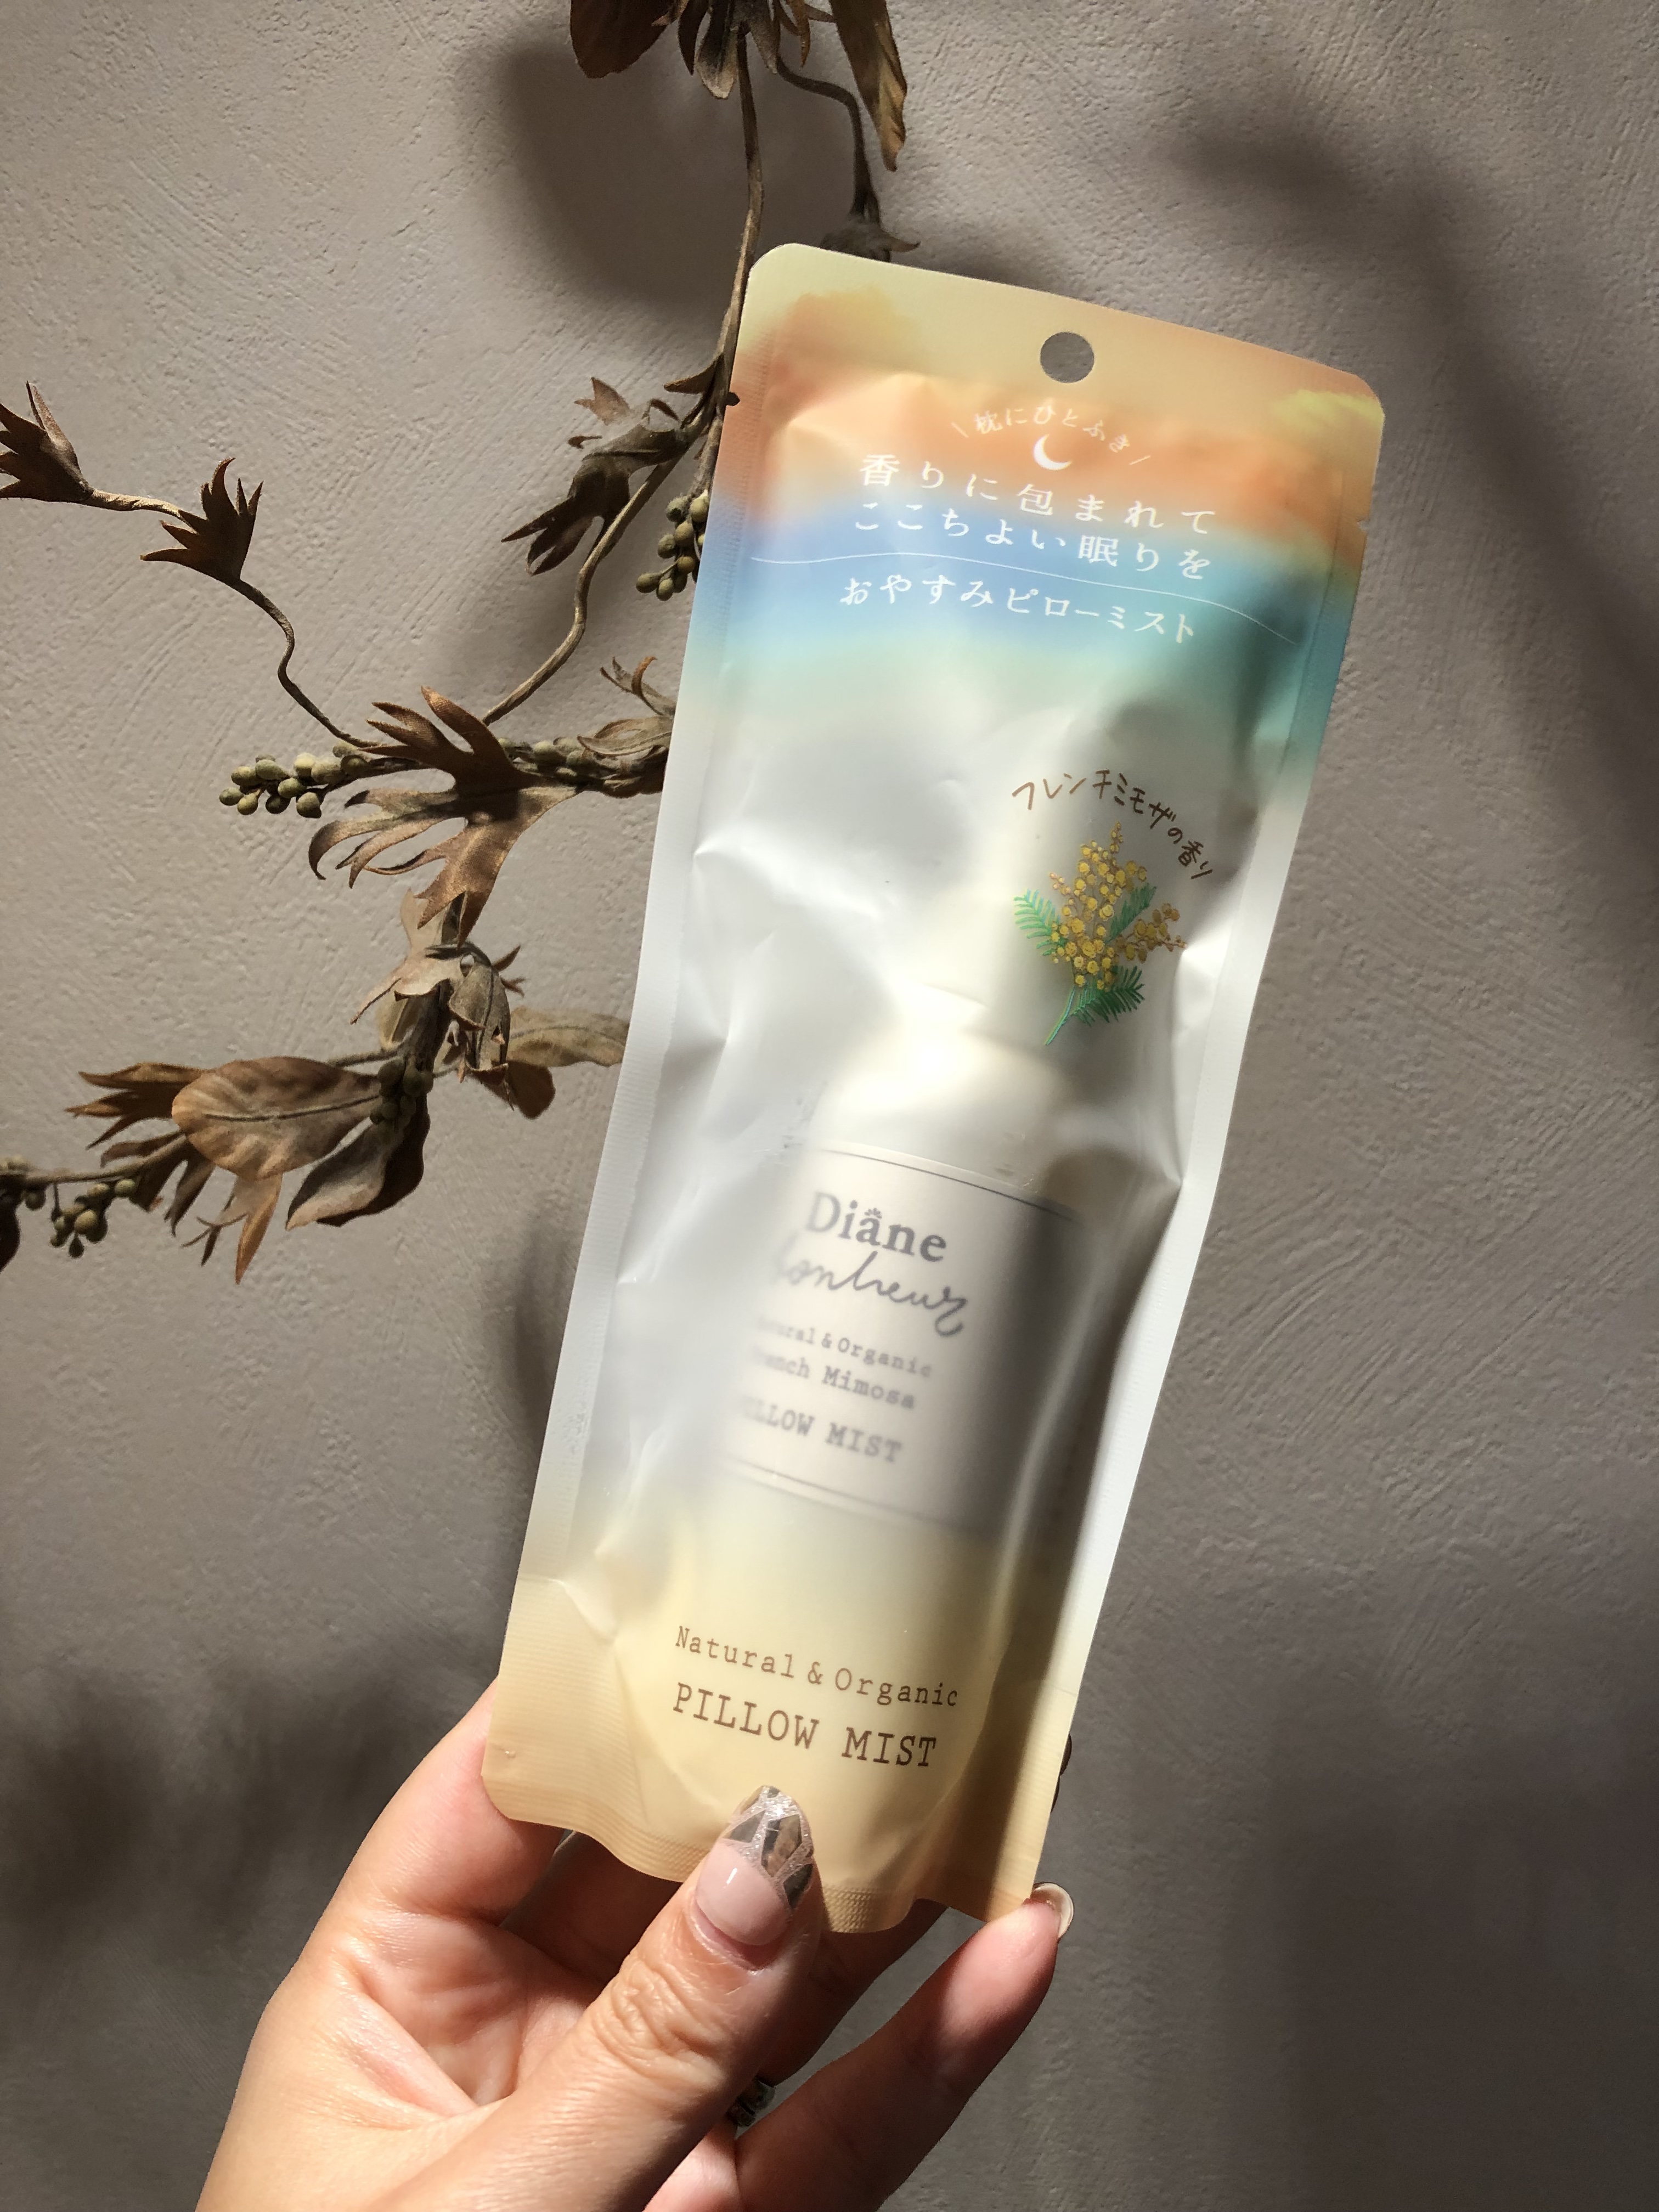 \枕にひとふき/
香りに包まれて
ここちよい眠りを
おやすみピローミスト
フレンチミモザの香り
Diane
bonheur
Natural & Organic
French Mimosa
PILLOW MIST
Natural & Organic
PILLOW MIST